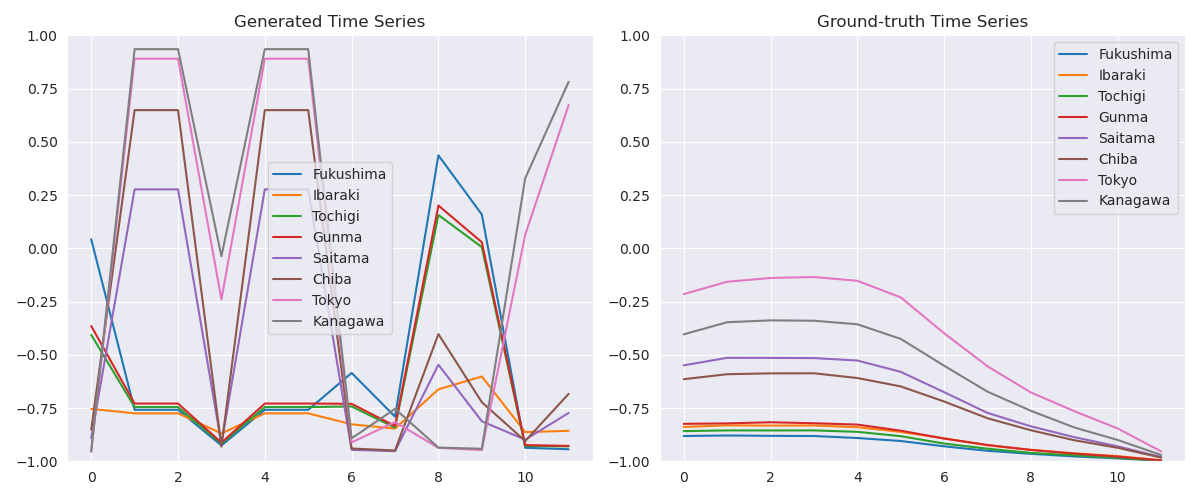 Generated Time Series
1.00
0.75
0.50
0.25
0.00
−0.25
−0.50
−0.75
−1.00
0 2 4 6 8 10
Fukushima
Ibaraki
Tochigi
Gunma
Saitama
Chiba
Tokyo
Kanagawa
Ground-truth Time Series
1.00
0.75
0.50
0.25
0.00
−0.25
−0.50
−0.75
−1.00
0 2 4 6 8 10
Fukushima
Ibaraki
Tochigi
Gunma
Saitama
Chiba
Tokyo
Kanagawa